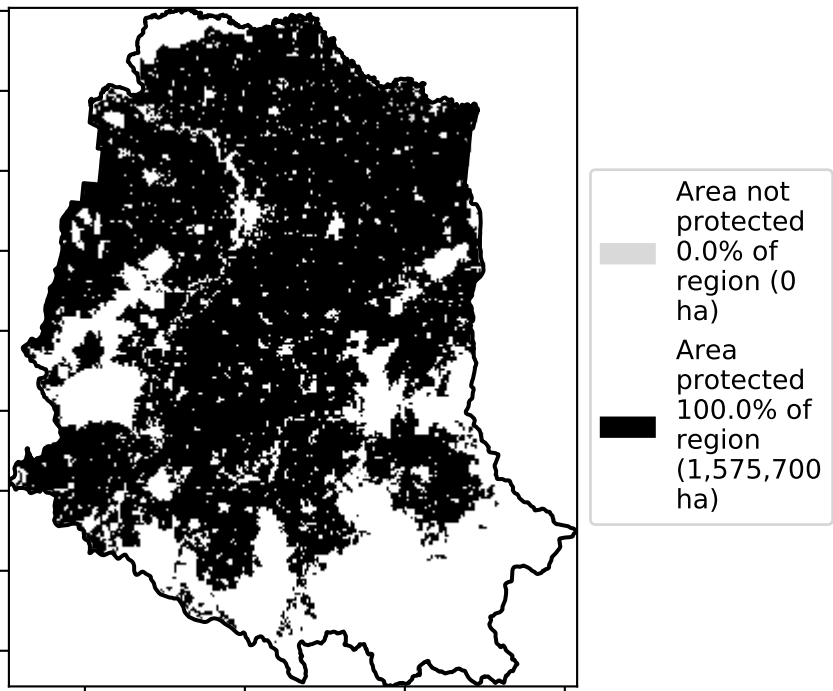 Area not
protected
0.0% of
region (0
ha)
Area
protected
100.0% of
region
(1,575,700
ha)